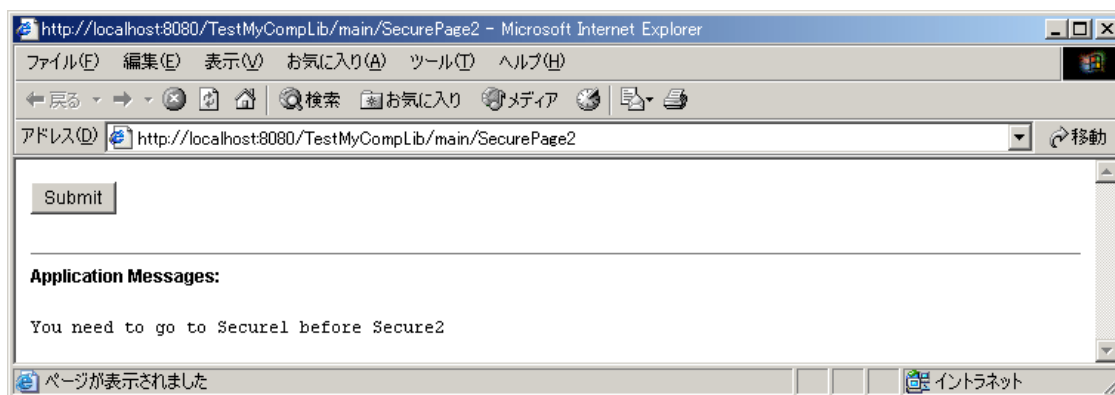 http://localhost:8080/TestMyCompLib/main/SecurePage2 - Microsoft Internet Explorer
ファイル(F) 編集(E) 表示(V) お気に入り(A) ツール(T) ヘルプ(H)
戻る 検索 お気に入り メディア
アドレス(D) http://localhost:8080/TestMyCompLib/main/SecurePage2 移動
Submit
Application Messages:
You need to go to Secure1 before Secure2
ページが表示されました イントラネット